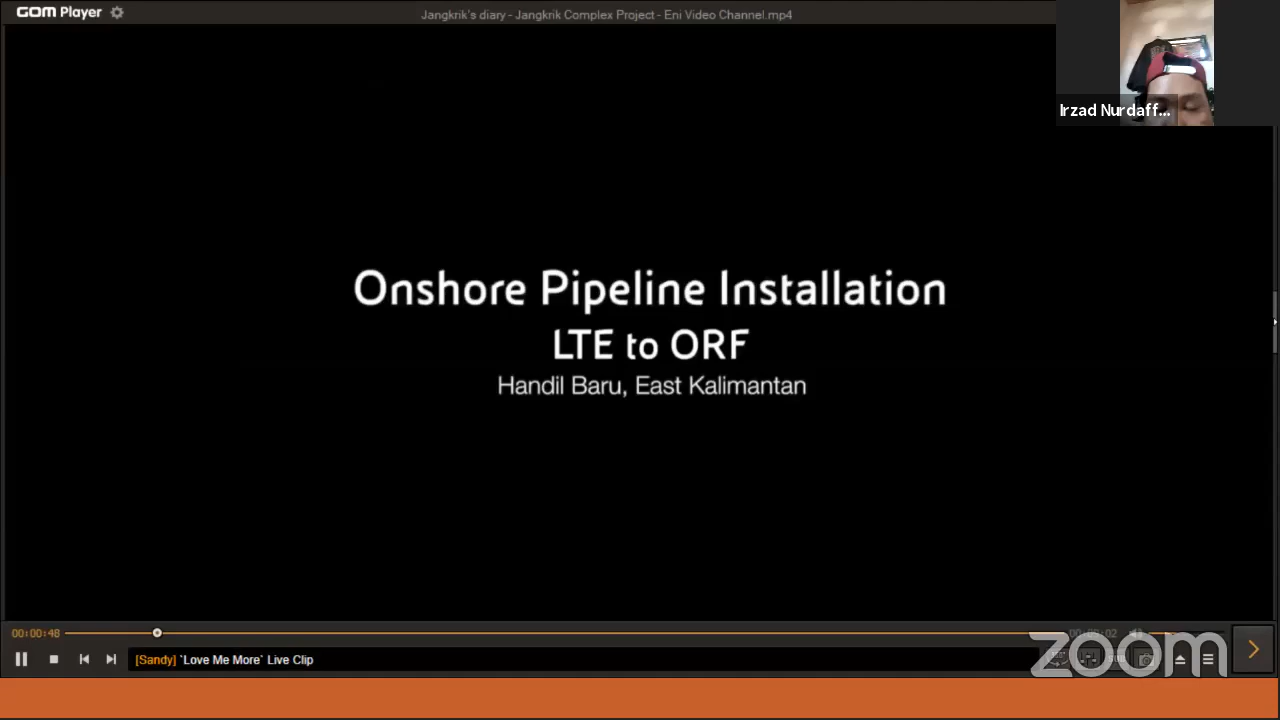 GOM Player
Jangkrik's diary - Jangkrik Complex Project - Eni Video Channel.mp4
Irzad Nurdaff...
Onshore Pipeline Installation
LTE to ORF
Handil Baru, East Kalimantan
00:00:48
[Sandy] `Love Me More` Live Clip
zoom